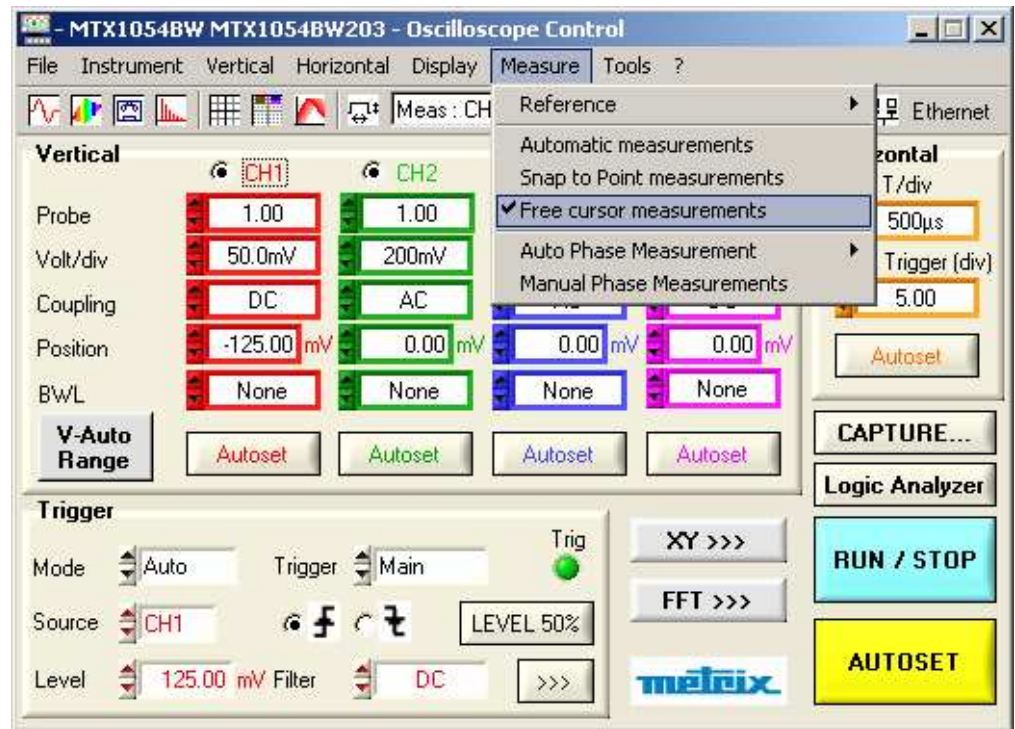 - MTX1054BW MTX1054BW203 - Oscilloscope Control
File Instrument Vertical Horizontal Display Measure Tools ?
Meas : CH
Ethernet
Reference
Automatic measurements
Snap to Point measurements
Free cursor measurements
Auto Phase Measurement
Manual Phase Measurements
Vertical
CH1 CH2
Probe 1.00 1.00
Volt/div 50.0mV 200mV
Coupling DC AC
Position -125.00 mV 0.00 mV 0.00 mV 0.00 mV
BWL None None None None
V-Auto
Range
Autoset Autoset Autoset Autoset
zontal
T/div
500µs
Trigger (div)
5.00
Autoset
CAPTURE...
Logic Analyzer
RUN / STOP
AUTOSET
Trigger
Trig
Mode Auto Trigger Main
Source CH1 LEVEL 50%
Level 125.00 mV Filter DC >>>
XY >>>
FFT >>>
metrix